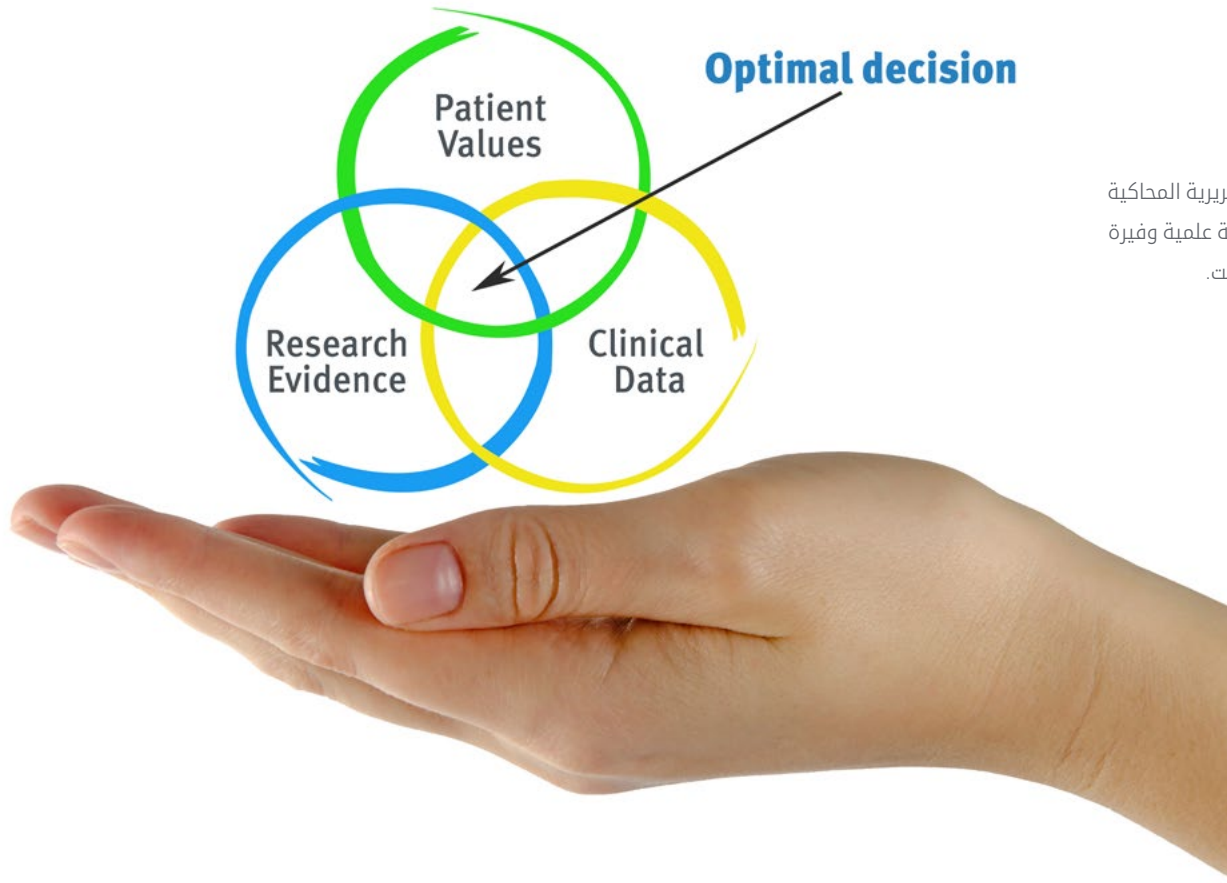 Optimal decision
Patient
Values
Research
Evidence
Clinical
Data
المحاكية
علمية وفيرة